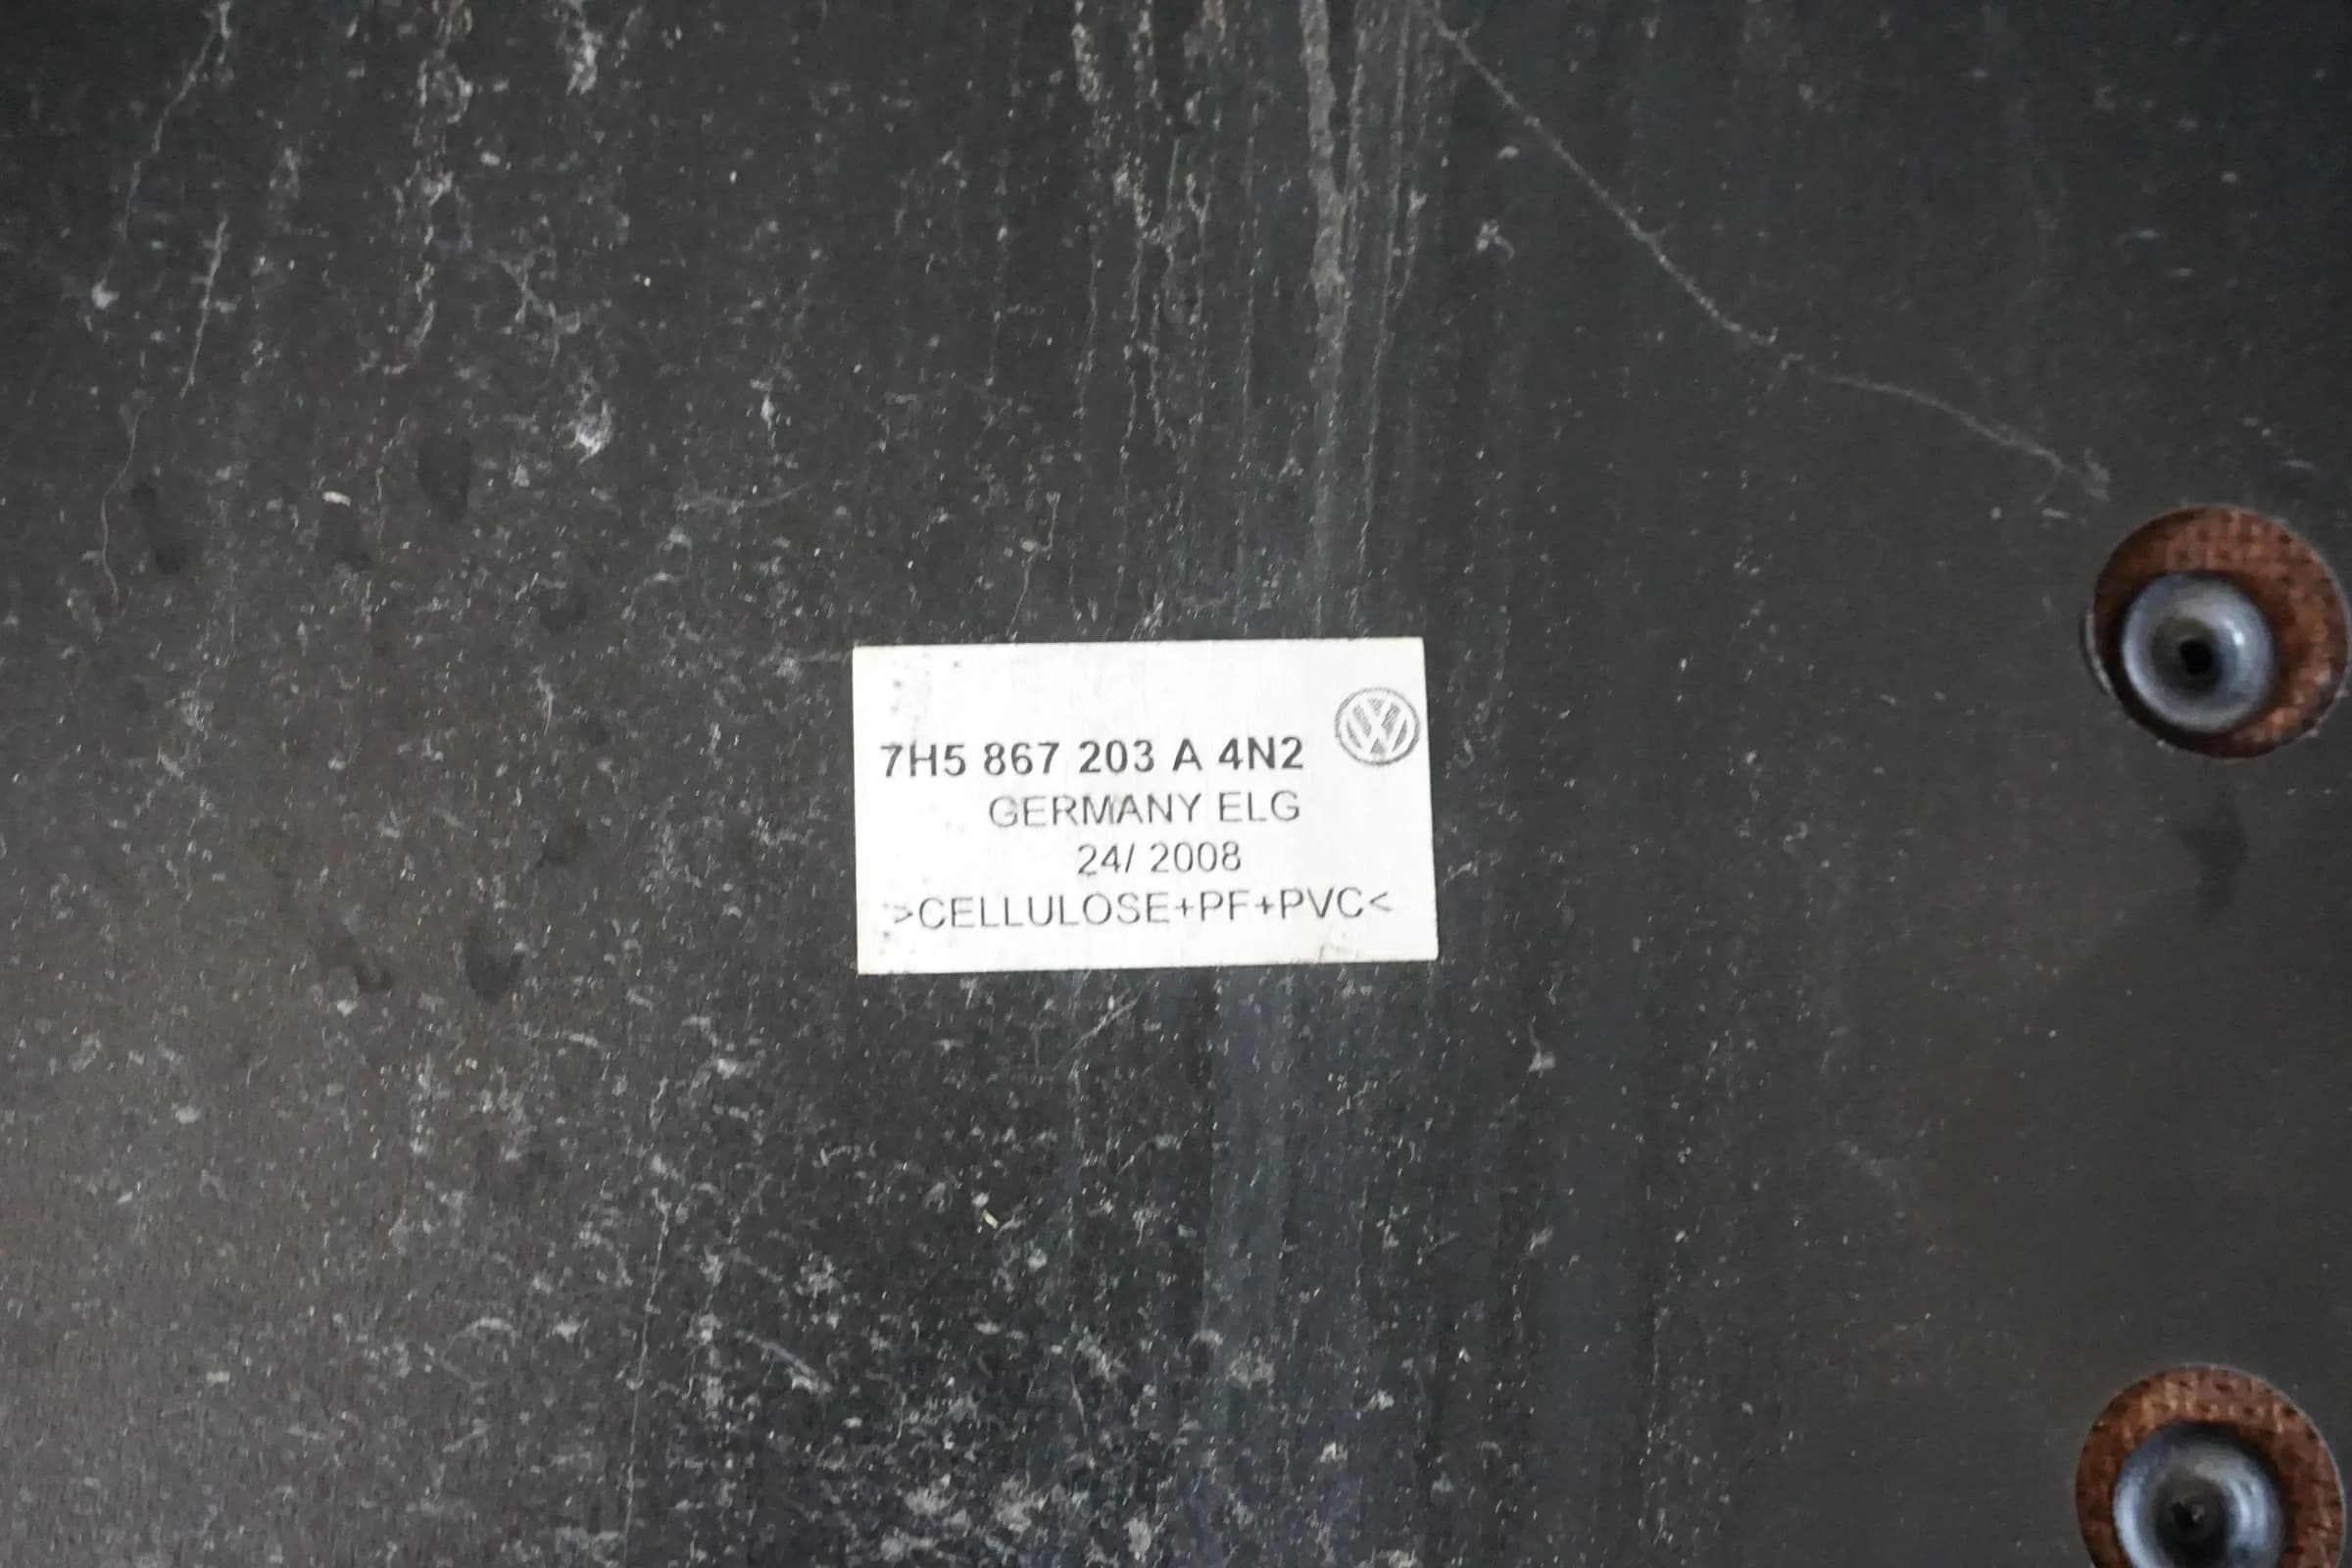 7H5 867 203 A 4N2
GERMANY ELG
24/ 2008
>CELLULOSE+PF+PVC<